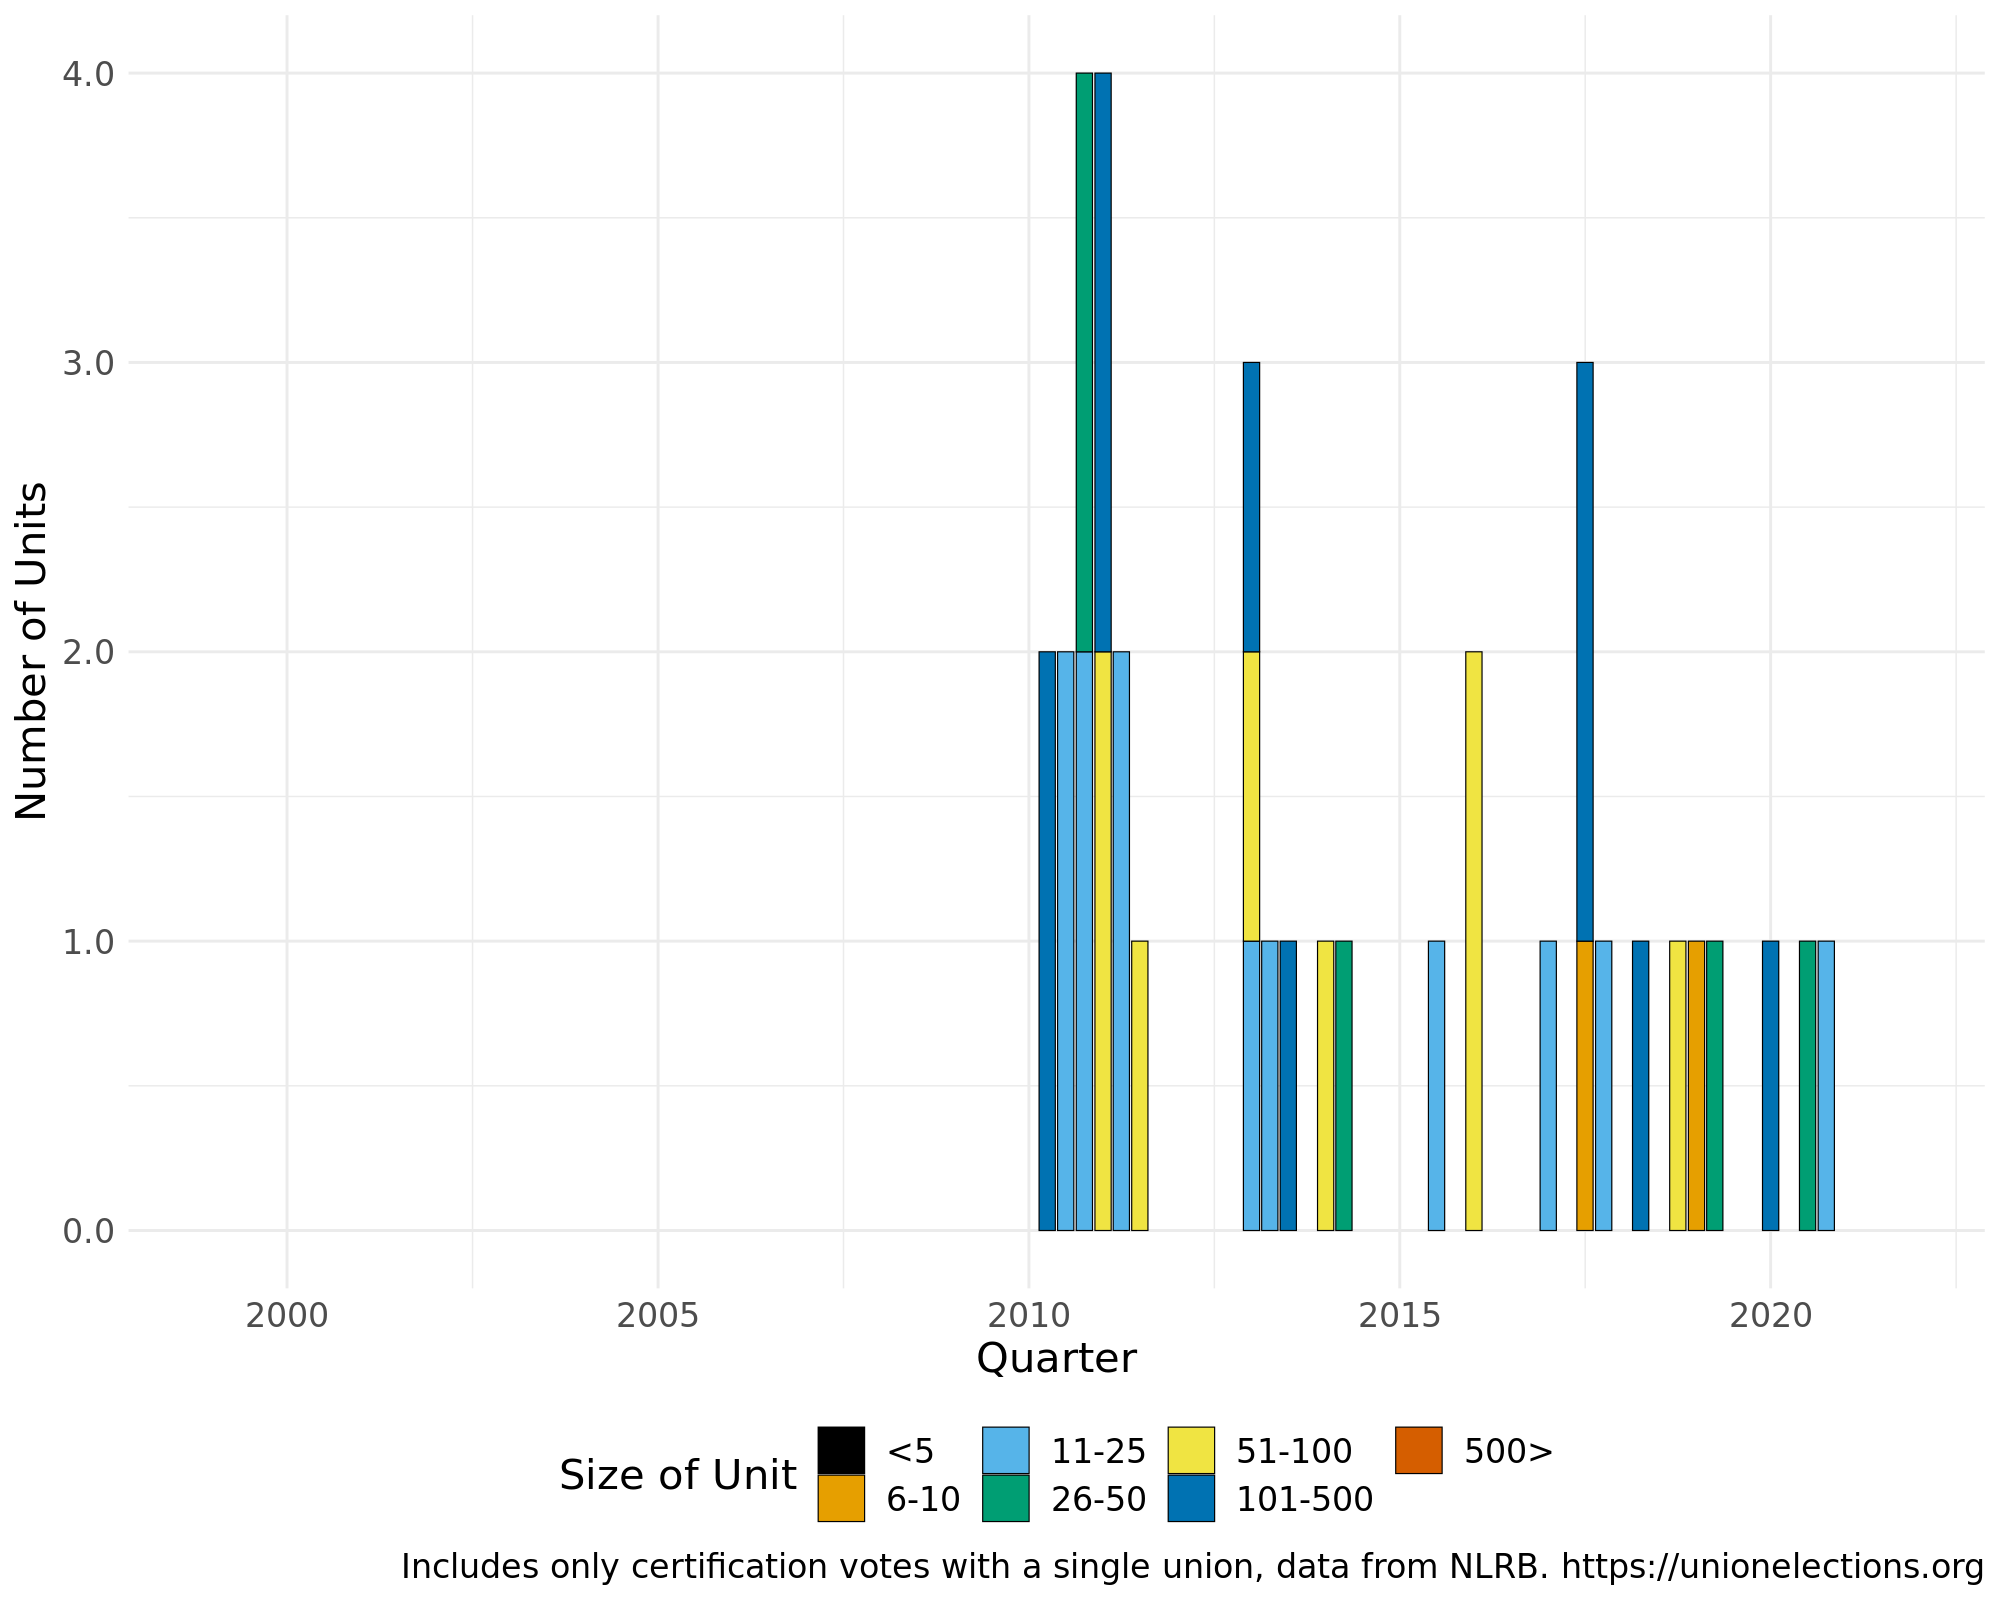 4.0
3.0
2.0
1.0
0.0
Number of Units
2000 2005 2010 2015 2020
Quarter
Size of Unit
<5 11-25 51-100 500>
6-10 26-50 101-500
Includes only certification votes with a single union, data from NLRB. https://unionelections.org